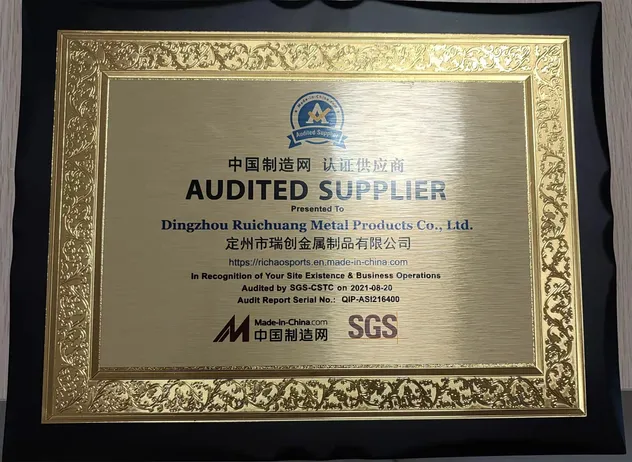 Audited Supplier
中国制造网 认证供应商
AUDITED SUPPLIER
Presented To
Dingzhou Ruichuang Metal Products Co., Ltd.
定州市瑞创金属制品有限公司
https://richaosports.en.made-in-china.com
In Recognition of Your Site Existence & Business Operations
Audited by SGS-CSTC on 2021-08-20
Audit Report Serial No.: QIP-ASI216400
Made-in-China.com
中国制造网
SGS